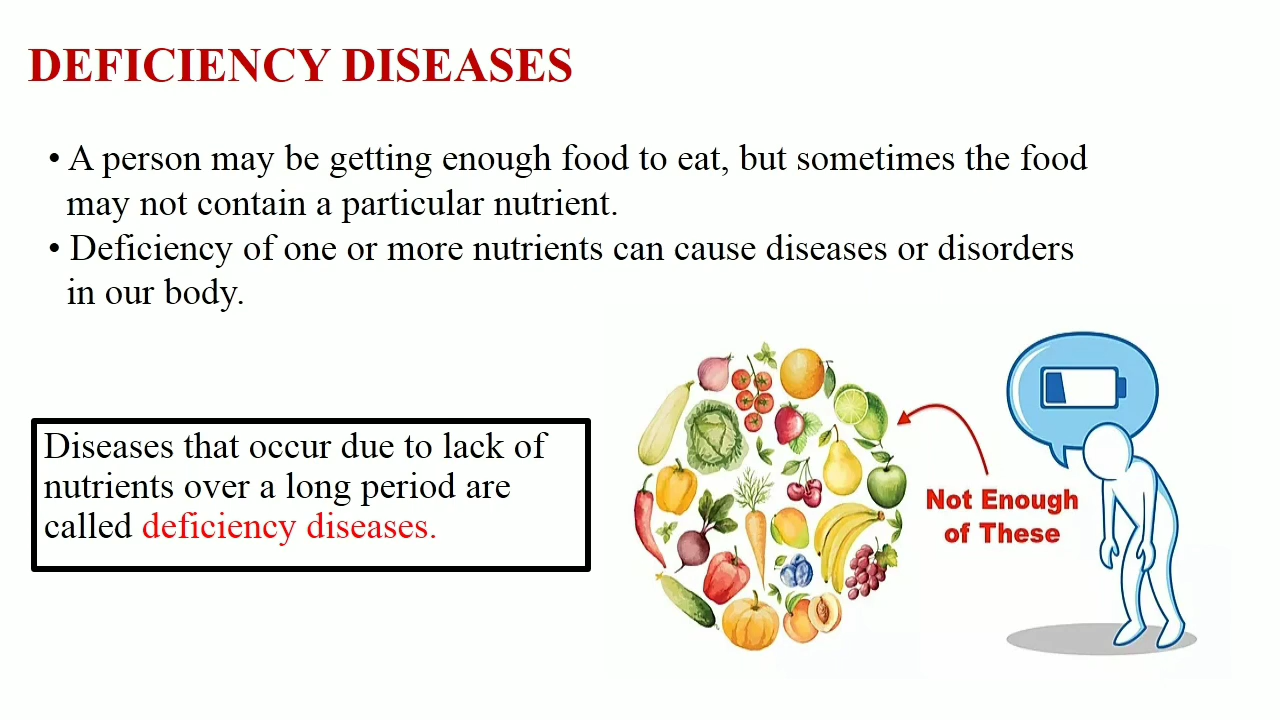 DEFICIENCY DISEASES
• A person may be getting enough food to eat, but sometimes the food
may not contain a particular nutrient.
• Deficiency of one or more nutrients can cause diseases or disorders
in our body.
Diseases that occur due to lack of
nutrients over a long period are
called deficiency diseases.
Not Enough
of These